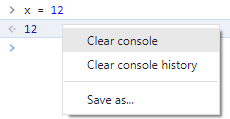 > x = 12
< 12
Clear console
Clear console history
Save as...
>